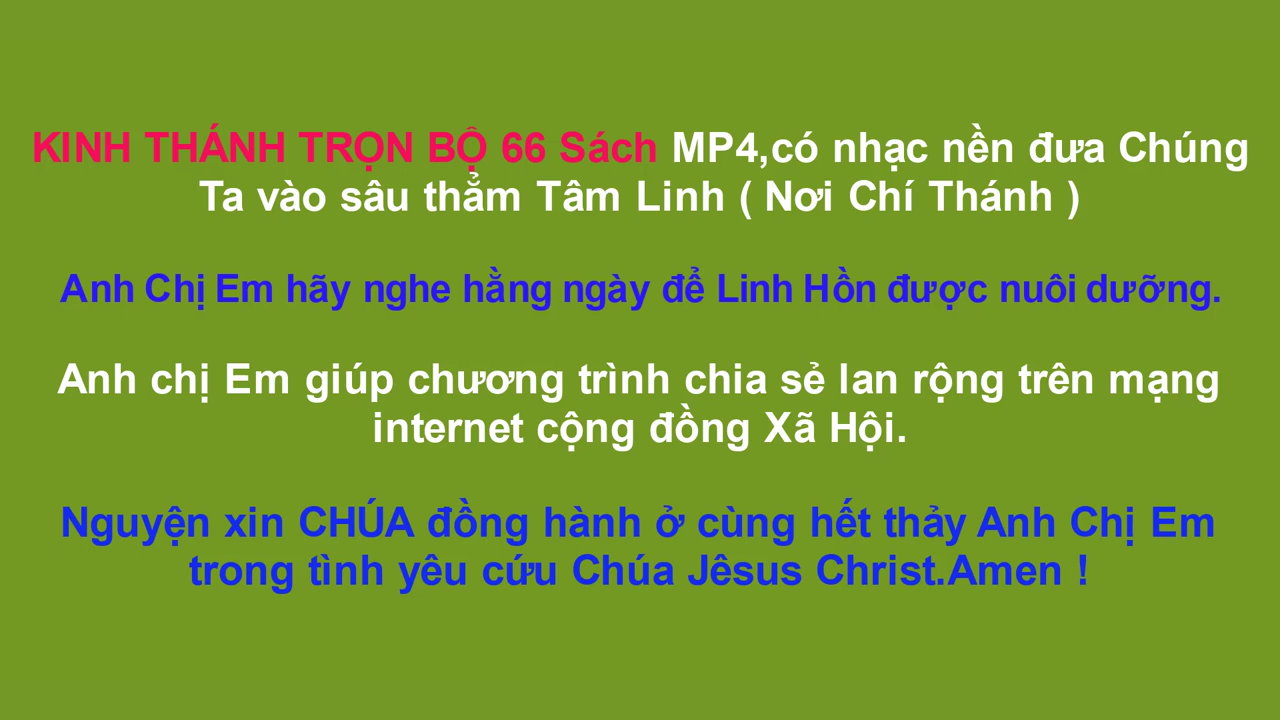 KINH THÁNH TRỌN BỘ 66 Sách MP4,có nhạc nền đưa Chúng
Ta vào sâu thẳm Tâm Linh ( Nơi Chí Thánh )
Anh Chị Em hãy nghe hằng ngày để Linh Hồn được nuôi dưỡng.
Anh chị Em giúp chương trình chia sẻ lan rộng trên mạng
internet cộng đồng Xã Hội.
Nguyện xin CHÚA đồng hành ở cùng hết thảy Anh Chị Em
trong tình yêu cứu Chúa Jêsus Christ.Amen !